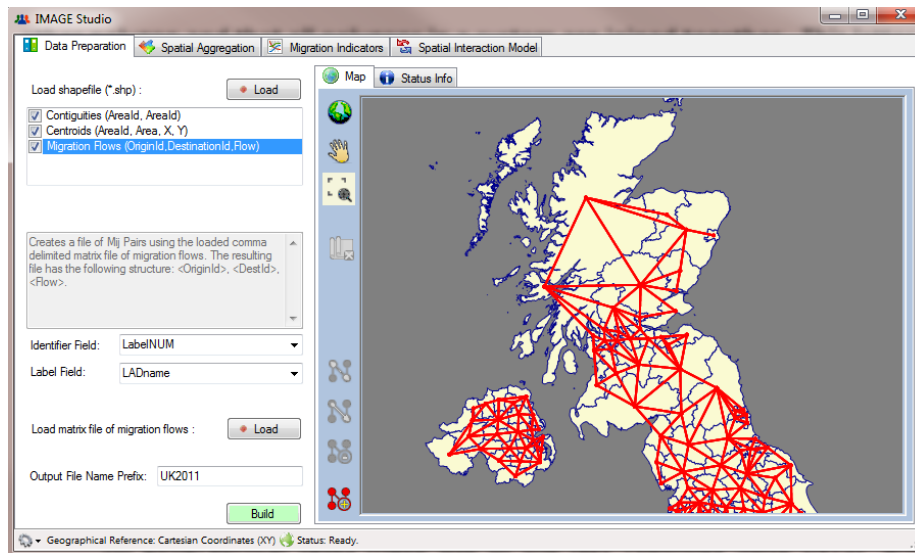 IMAGE Studio
Data Preparation Spatial Aggregation Migration Indicators Spatial Interaction Model
Load shapefile (*.shp) : Load
Contiguities (AreaId, AreaId)
Centroids (AreaId, Area, X, Y)
Migration Flows (OriginId,DestinationId,Flow)
Creates a file of Mij Pairs using the loaded comma
delimited matrix file of migration flows. The resulting
file has the following structure: <OriginId>, <DestId>,
<Flow>.
Identifier Field: LabelNUM
Label Field: LADname
Load matrix file of migration flows : Load
Output File Name Prefix: UK2011
Build
Map Status Info
Geographical Reference: Cartesian Coordinates (XY) Status: Ready.